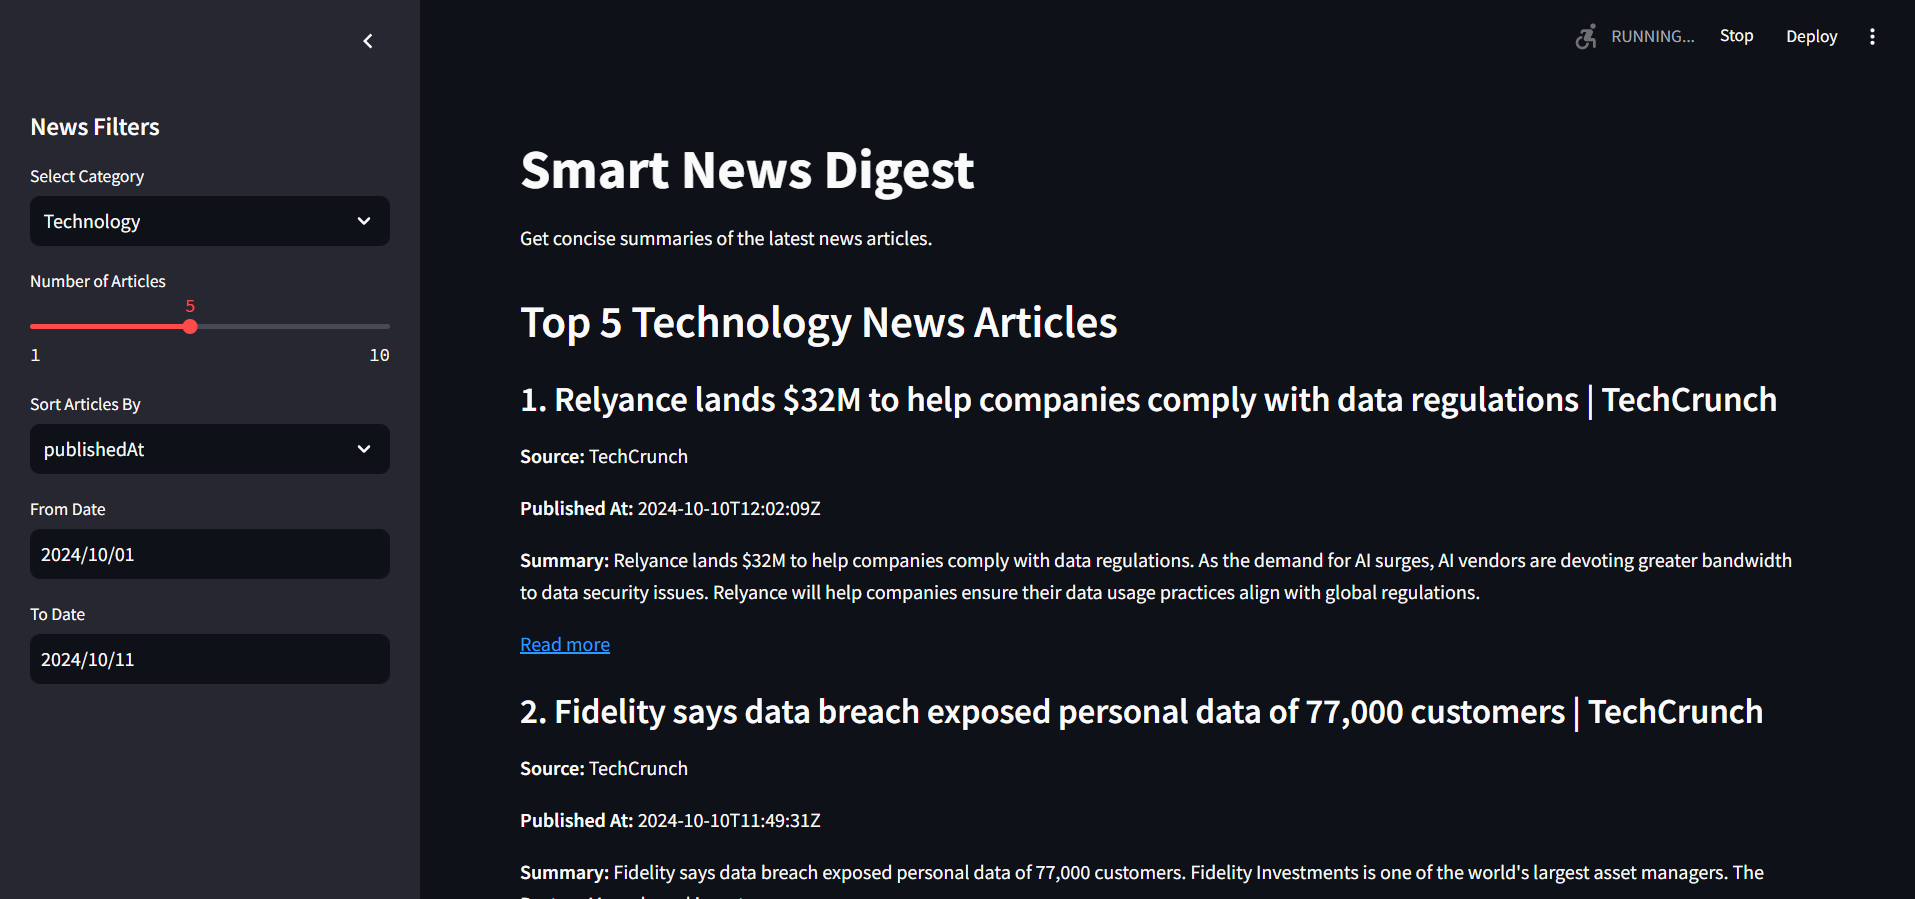 RUNNING...
Stop
Deploy
News Filters
Select Category
Technology
Number of Articles
5
1
10
Sort Articles By
publishedAt
From Date
2024/10/01
To Date
2024/10/11
Smart News Digest
Get concise summaries of the latest news articles.
Top 5 Technology News Articles
1. Relyance lands $32M to help companies comply with data regulations | TechCrunch
Source: TechCrunch
Published At: 2024-10-10T12:02:09Z
Summary: Relyance lands $32M to help companies comply with data regulations. As the demand for AI surges, AI vendors are devoting greater bandwidth
to data security issues. Relyance will help companies ensure their data usage practices align with global regulations.
Read more
2. Fidelity says data breach exposed personal data of 77,000 customers | TechCrunch
Source: TechCrunch
Published At: 2024-10-10T11:49:31Z
Summary: Fidelity says data breach exposed personal data of 77,000 customers. Fidelity Investments is one of the world's largest asset managers. The